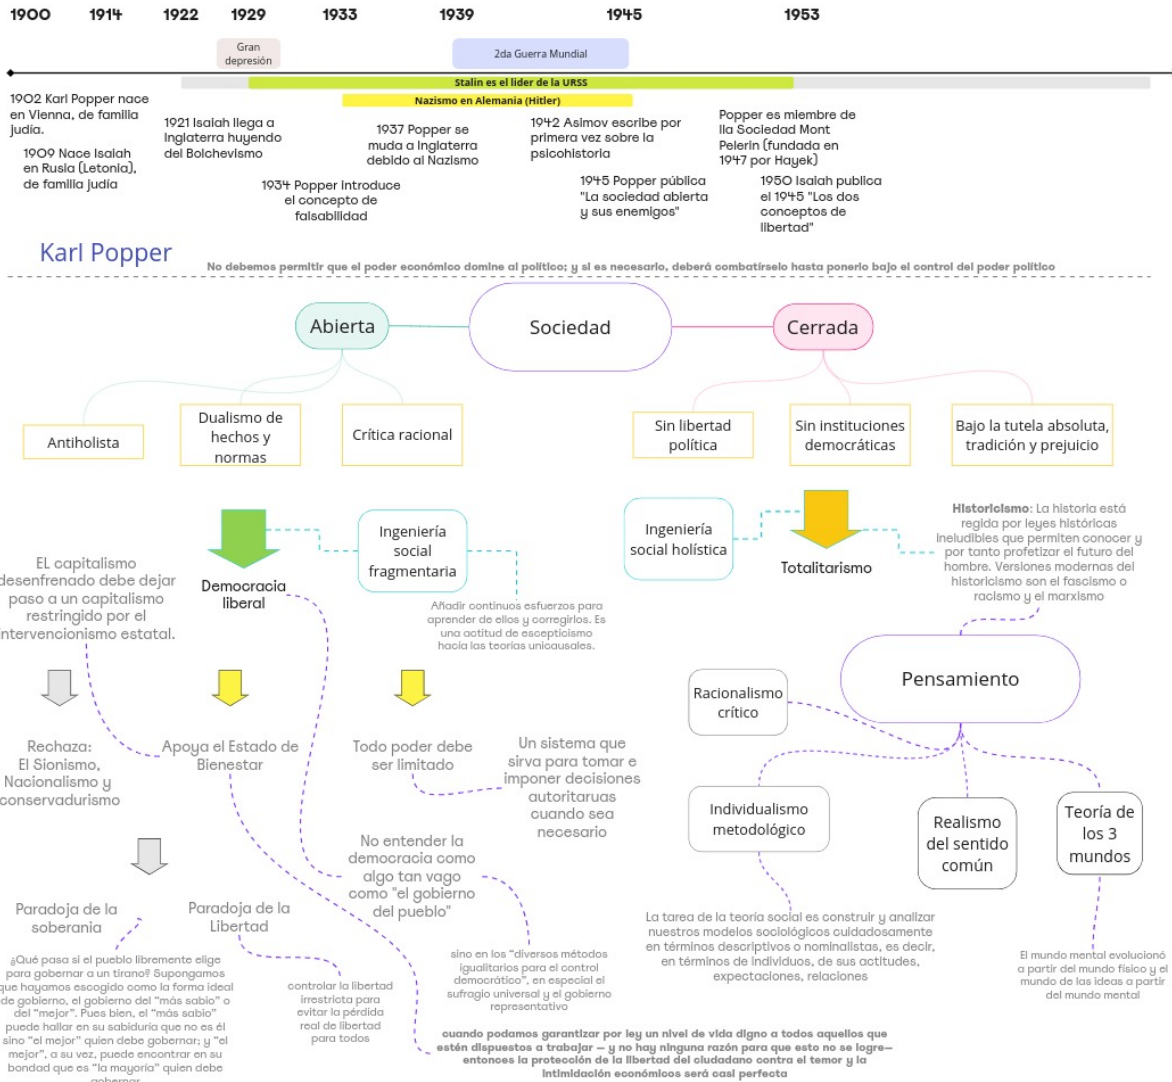 1900 1914 1922 1929 1933 1939 1945 1953
Gran
depresión
2da Guerra Mundial
Stalin es el lider de la URSS
Nazismo en Alemania (Hitler)
1902 Karl Popper nace
en Vienna, de familia
judía.
1909 Nace Isaiah
en Rusia (Letonia),
de familia judía
1921 Isaiah llega a
Inglaterra huyendo
del Bolchevismo
1934 Popper introduce
el concepto de
falsabilidad
1937 Popper se
muda a Inglaterra
debido al Nazismo
1942 Asimov escribe por
primera vez sobre la
psicohistoria
1945 Popper pública
"La sociedad abierta
y sus enemigos"
Popper es miembre de
lla Sociedad Mont
Pelerin (fundada en
1947 por Hayek)
1950 Isaiah publica
el 1945 "Los dos
conceptos de
libertad"
Karl Popper
No debemos permitir que el poder económico domine al político; y si es necesario, deberá combatírselo hasta ponerlo bajo el control del poder político
Abierta
Sociedad
Cerrada
Antiholista
Dualismo de
hechos y
normas
Crítica racional
Sin libertad
política
Sin instituciones
democráticas
Bajo la tutela absoluta,
tradición y prejuicio
Democracia
liberal
Ingeniería
social
fragmentaria
Añadir continuos esfuerzos para
aprender de ellos y corregirlos. Es
una actitud de escepticismo
hacia las teorías unicausales.
Ingeniería
social holística
Totalitarismo
Historicismo: La historia está
regida por leyes históricas
ineludibles que permiten conocer y
por tanto profetizar el futuro del
hombre. Versiones modernas del
historicismo son el fascismo o
racismo y el marxismo
EL capitalismo
desenfrenado debe dejar
paso a un capitalismo
restringido por el
intervencionismo estatal.
Rechaza:
El Sionismo,
Nacionalismo y
conservadurismo
Apoya el Estado de
Bienestar
Todo poder debe
ser limitado
Un sistema que
sirva para tomar e
imponer decisiones
autoritaruas
cuando sea
necesario
No entender la
democracia como
algo tan vago
como "el gobierno
del pueblo"
sino en los "diversos métodos
igualitarios para el control
democrático", en especial el
sufragio universal y el gobierno
representativo
Paradoja de la
soberania
¿Qué pasa si el pueblo libremente elige
para gobernar a un tirano? Supongamos
que hayamos escogido como la forma ideal
de gobierno, el gobierno del "más sabio" o
del "mejor". Pues bien, el "más sabio"
puede hallar en su sabiduría que no es él
sino "el mejor" quien debe gobernar; y "el
mejor", a su vez, puede encontrar en su
bondad que es "la mayoría" quien debe
gobernar
Paradoja de la
Libertad
controlar la libertad
irrestricta para
evitar la pérdida
real de libertad
para todos
cuando podamos garantizar por ley un nivel de vida digno a todos aquellos que
estén dispuestos a trabajar — y no hay ninguna razón para que esto no se logre—
entonces la protección de la libertad del ciudadano contra el temor y la
intimidación económicos será casi perfecta
Pensamiento
Racionalismo
crítico
Individualismo
metodológico
Realismo
del sentido
común
Teoría de
los 3
mundos
La tarea de la teoría social es construir y analizar
nuestros modelos sociológicos cuidadosamente
en términos descriptivos o nominalistas, es decir,
en términos de individuos, de sus actitudes,
expectaciones, relaciones
El mundo mental evolucionó
a partir del mundo físico y el
mundo de las ideas a partir
del mundo mental